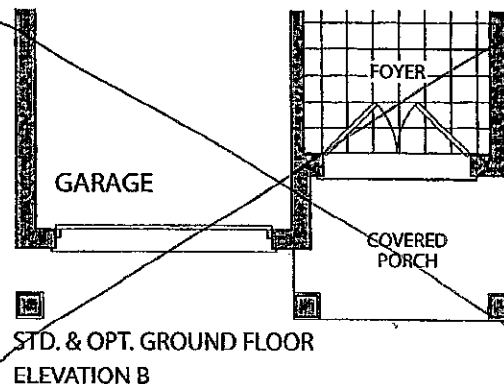 FOYER
GARAGE
COVERED
PORCH
STD. & OPT. GROUND FLOOR
ELEVATION B